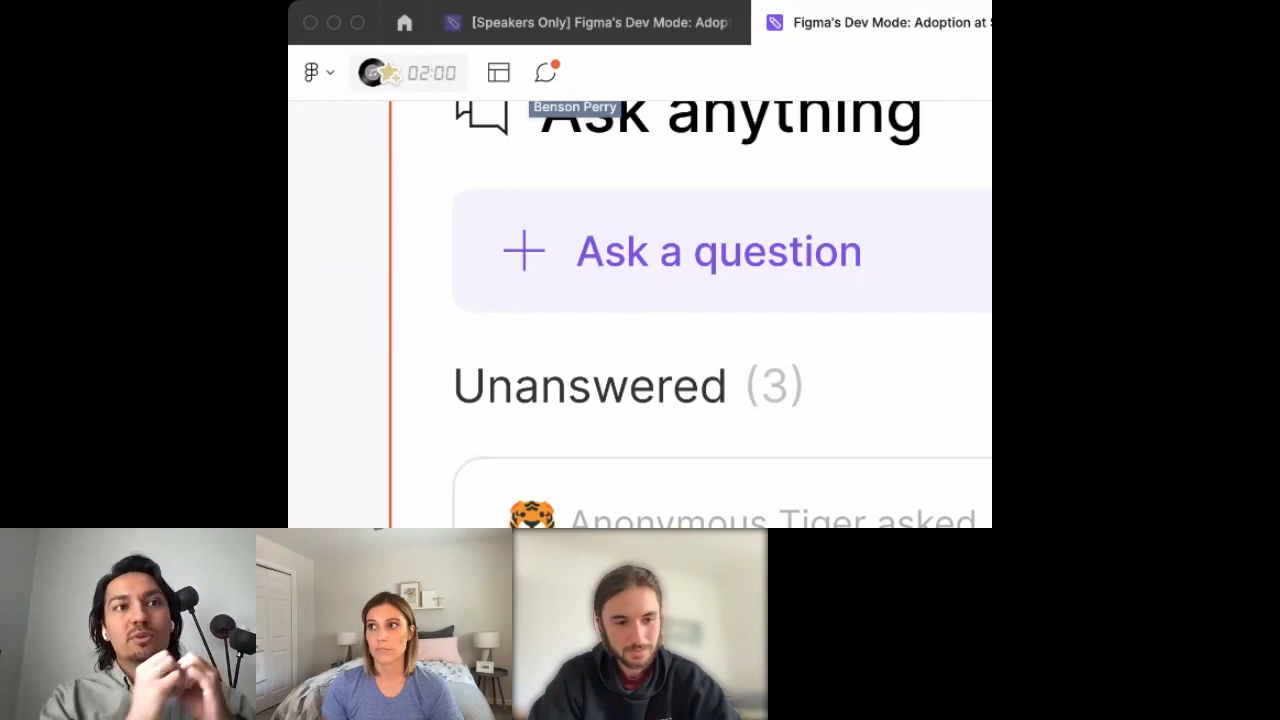 [Speakers Only] Figma's Dev Mode: Adop
Figma's Dev Mode: Adoption at S
02:00
Benson Perry
Ask anything
Ask a question
Unanswered (3)
Anonymous Tiger asked